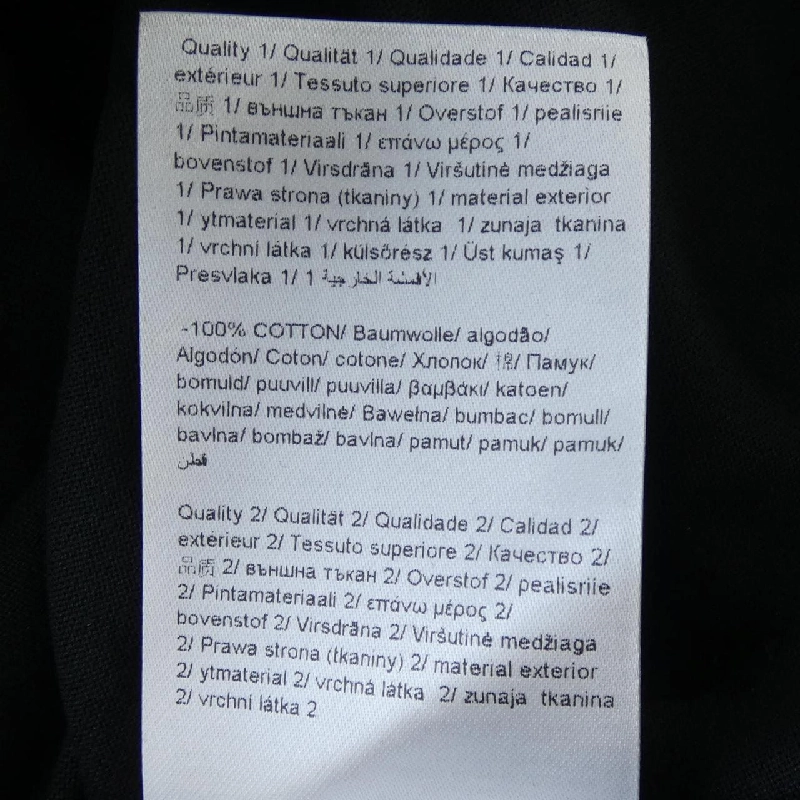 Quality 1/ Qualität 1/ Qualidade 1/ Calidad 1/
extérieur 1/ Tessuto superiore 1/ Качество 1/
品质 1/ външна тъкан 1/ Overstof 1/ pealisriie
1/ Pintamateriaali 1/ επάνω μέρος 1/
bovenstof 1/ Virsdrāna 1/ Viršutinė medžiaga
1/ Prawa strona (tkaniny) 1/ material exterior
1/ ytmaterial 1/ vrchná látka 1/ zunaja tkanina
1/ vrchní látka 1/ külsőrész 1/ Üst kumaş 1/
Presvlaka 1/ 1 الأقمشة الخارجية
-100% COTTON/ Baumwolle/ algodão/
Algodón/ Coton/ cotone/ Хлопок/ 棉/ Памук/
bomuld/ puuvill/ puuvilla/ βαμβάκι/ katoen/
kokvilna/ medvilnė/ Bawełna/ bumbac/ bomull/
bavlna/ bombaž/ bavlna/ pamut/ pamuk/ pamuk/
قطن
Quality 2/ Qualität 2/ Qualidade 2/ Calidad 2/
extérieur 2/ Tessuto superiore 2/ Качество 2/
品质 2/ външна тъкан 2/ Overstof 2/ pealisriie
2/ Pintamateriaali 2/ επάνω μέρος 2/
bovenstof 2/ Virsdrāna 2/ Viršutinė medžiaga
2/ Prawa strona (tkaniny) 2/ material exterior
2/ ytmaterial 2/ vrchná látka 2/ zunaja tkanina
2/ vrchní látka 2